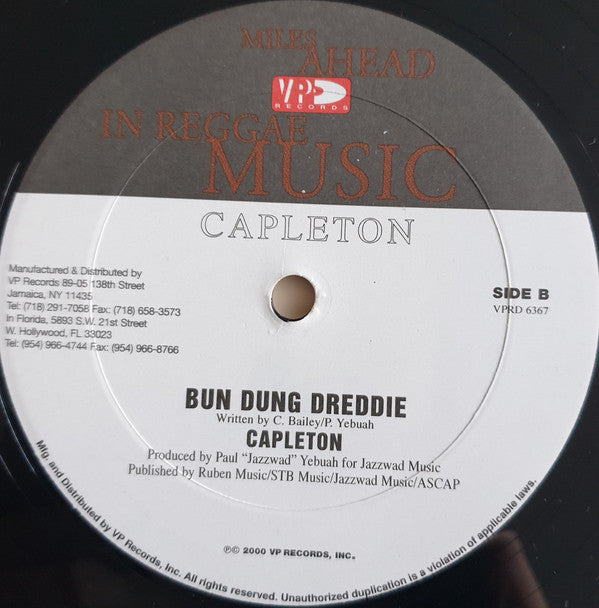 MILES
AHEAD
VP
RECORDS
IN REGGAE
MUSIC
CAPLETON
Manufactured & Distributed by
VP Records 89-05 138th Street
Jamaica, NY 11435
Tel: (718) 291-7058 Fax: (718) 658-3573
In Florida, 5893 S.W. 21st Street
W. Hollywood, FL 33023
Tel: (954) 966-4744 Fax: (954) 966-8766
SIDE B
VPRD 6367
BUN DUNG DREDDIE
Written by C. Bailey/P. Yebuah
CAPLETON
Produced by Paul “Jazzwad” Yebuah for Jazzwad Music
Published by Ruben Music/STB Music/Jazzwad Music/ASCAP
℗© 2000 VP RECORDS, INC.
Mfg. and Distributed by VP Records, Inc. All rights reserved. Unauthorized duplication is a violation of applicable laws.